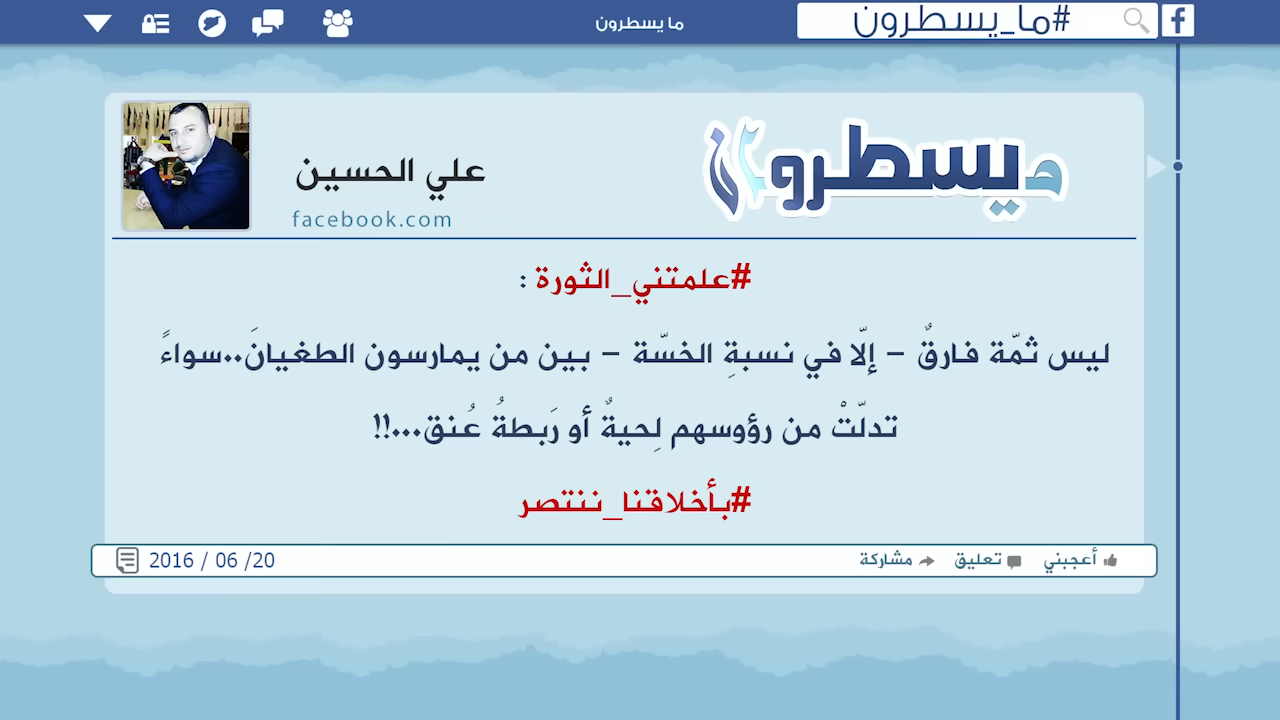 ما يسطرون
#ما_يسطرون
علي الحسين
facebook.com
ما يسطرون
#علمتني_الثورة :
ليس ثمّة فارقٌ – إلّا في نسبةِ الخسّة – بين من يمارسون الطغيانَ..سواءً
تدلّتْ من رؤوسهم لِحيةٌ أو رَبطةُ عُنق...!!
#بأخلاقنا_ننتصر
أعجبني تعليق مشاركة
2016 / 06 /20